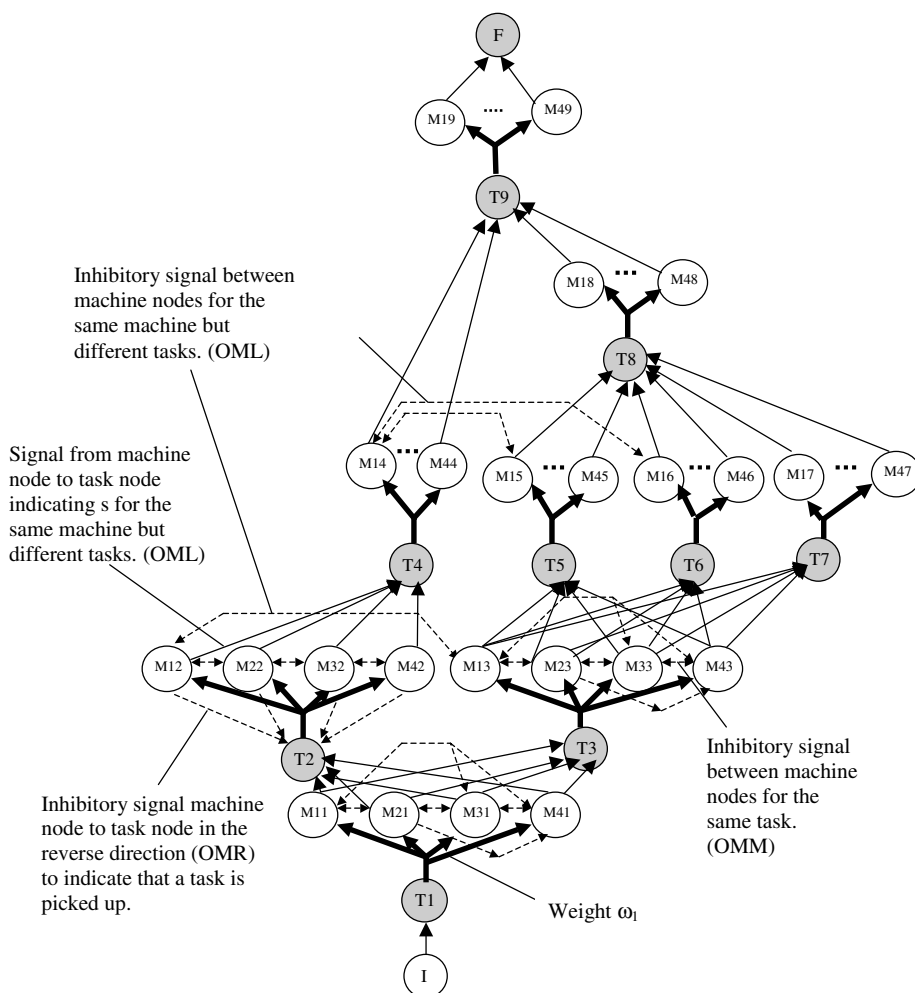 F
M19
....
M49
T9
Inhibitory signal between
machine nodes for the
same machine but
different tasks. (OML)
M18
...
M48
T8
Signal from machine
node to task node
indicating s for the
same machine but
different tasks. (OML)
M14
...
M44
M15
...
M45
M16
...
M46
M17
...
M47
T4
T5
T6
T7
M12
M22
M32
M42
M13
M23
M33
M43
T2
T3
Inhibitory signal machine
node to task node in the
reverse direction (OMR)
to indicate that a task is
picked up.
M11
M21
M31
M41
Inhibitory signal
between machine
nodes for the
same task.
(OMM)
T1
Weight ω₁
I